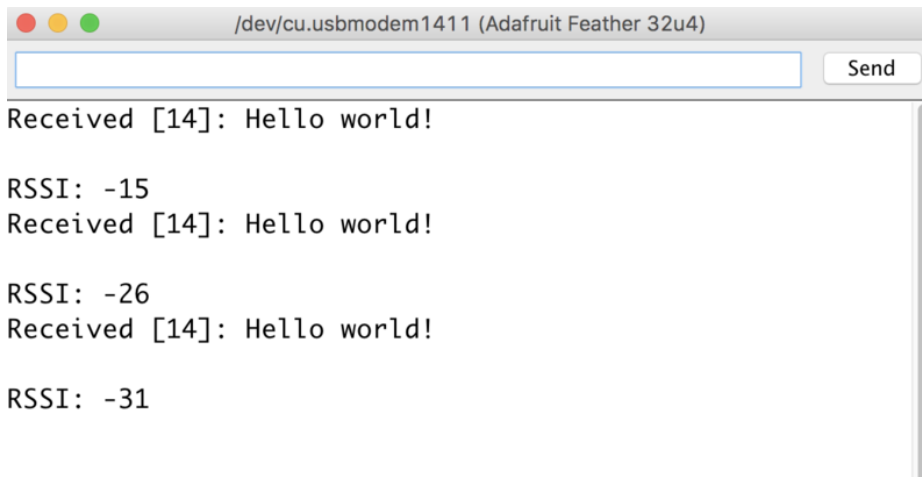 /dev/cu.usbmodem1411 (Adafruit Feather 32u4)
Send
Received [14]: Hello world!
RSSI: -15
Received [14]: Hello world!
RSSI: -26
Received [14]: Hello world!
RSSI: -31